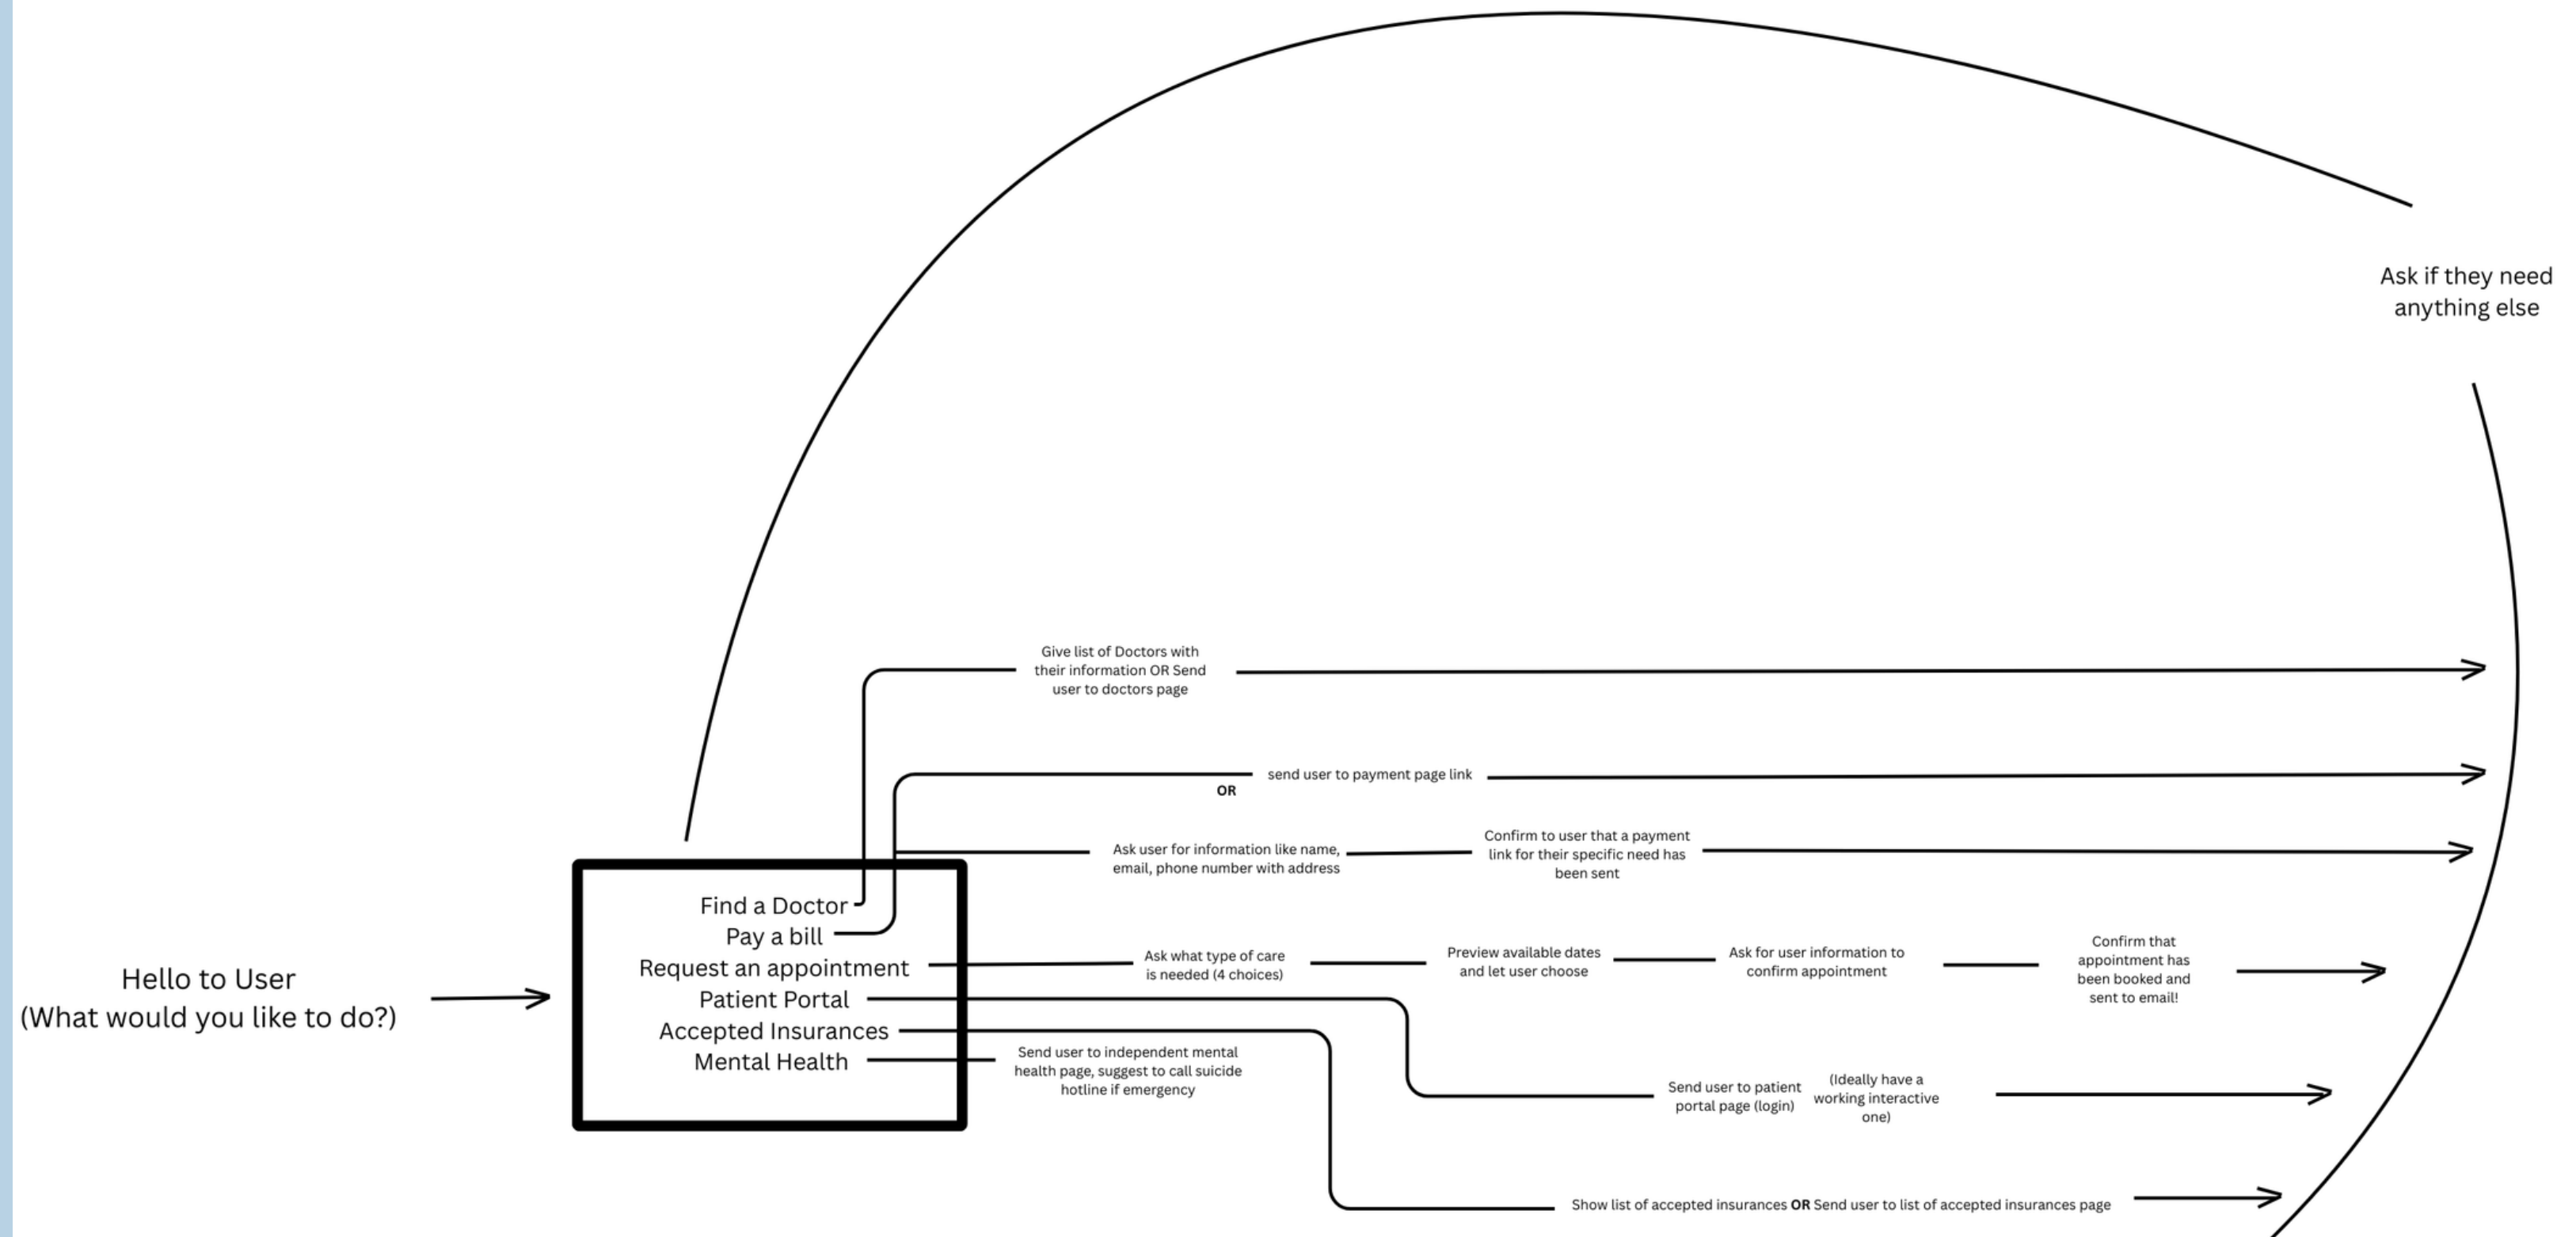 Ask if they need
anything else
Give list of Doctors with
their information OR Send
user to doctors page
send user to payment page link
OR
Ask user for information like name,
email, phone number with address
Confirm to user that a payment
link for their specific need has
been sent
Hello to User
(What would you like to do?)
Find a Doctor
Pay a bill
Request an appointment
Patient Portal
Accepted Insurances
Mental Health
Ask what type of care
is needed (4 choices)
Preview available dates
and let user choose
Ask for user information to
confirm appointment
Confirm that
appointment has
been booked and
sent to email!
Send user to independent mental
health page, suggest to call suicide
hotline if emergency
Send user to patient
portal page (login)
(Ideally have a
working interactive
one)
Show list of accepted insurances OR Send user to list of accepted insurances page